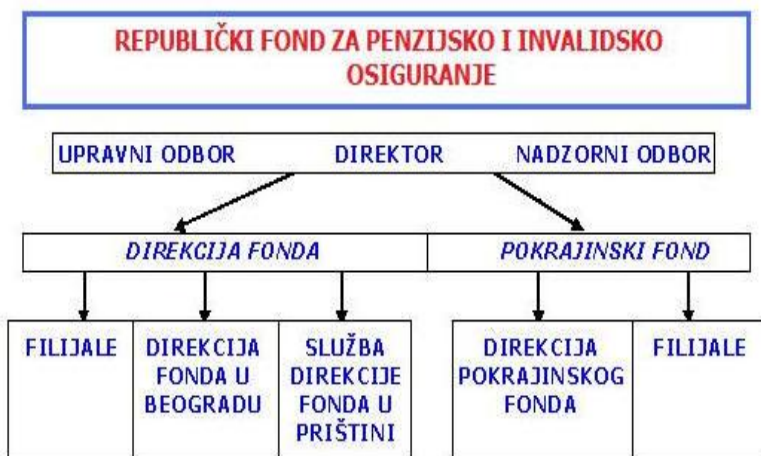 REPUBLIČKI FOND ZA PENZIJSKO I INVALIDSKO
OSIGURANJE
UPRAVNI ODBOR DIREKTOR NADZORNI ODBOR
DIREKCIJA FONDA POKRAJINSKI FOND
FILIJALE
DIREKCIJA
FONDA U
BEOGRADU
SLUŽBA
DIREKCIJE
FONDA U
PRIŠTINI
DIREKCIJA
POKRAJINSKOG
FONDA
FILIJALE